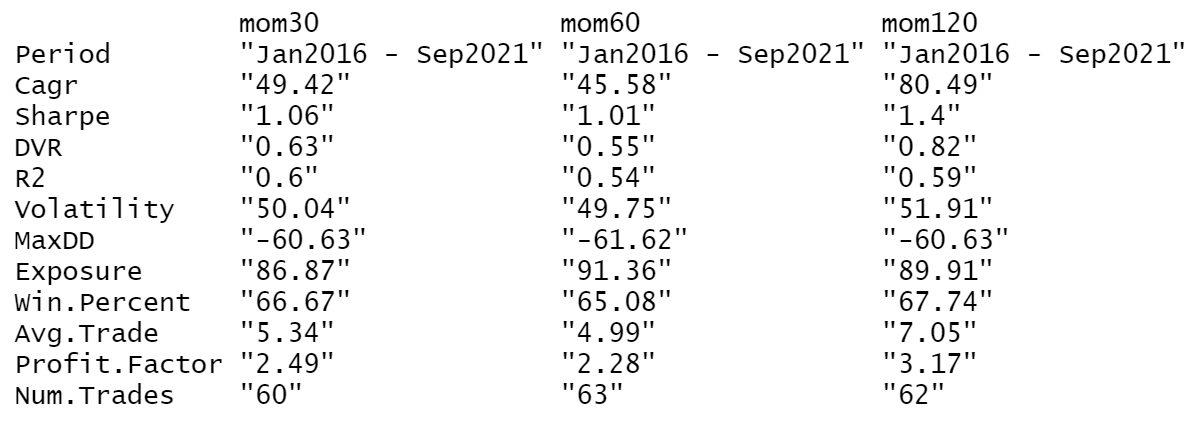 mom30 mom60 mom120
Period "Jan2016 - Sep2021" "Jan2016 - Sep2021" "Jan2016 - Sep2021"
Cagr "49.42" "45.58" "80.49"
Sharpe "1.06" "1.01" "1.4"
DVR "0.63" "0.55" "0.82"
R2 "0.6" "0.54" "0.59"
Volatility "50.04" "49.75" "51.91"
MaxDD "-60.63" "-61.62" "-60.63"
Exposure "86.87" "91.36" "89.91"
Win.Percent "66.67" "65.08" "67.74"
Avg.Trade "5.34" "4.99" "7.05"
Profit.Factor "2.49" "2.28" "3.17"
Num.Trades "60" "63" "62"